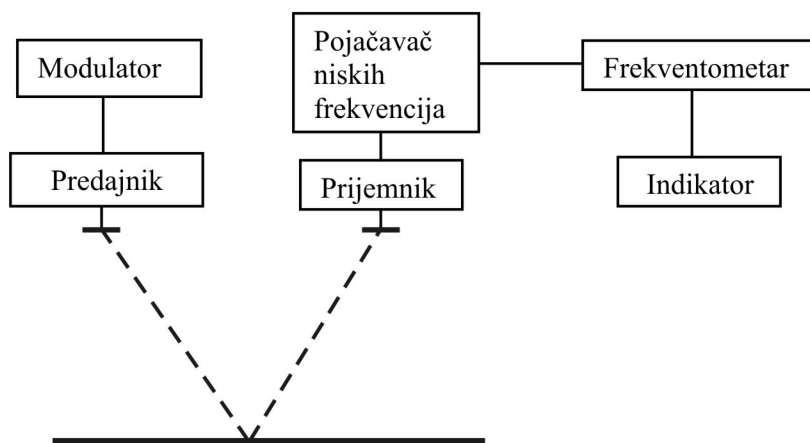 Modulator
Pojačavač
niskih
frekvencija
Frekventometar
Predajnik
Prijemnik
Indikator